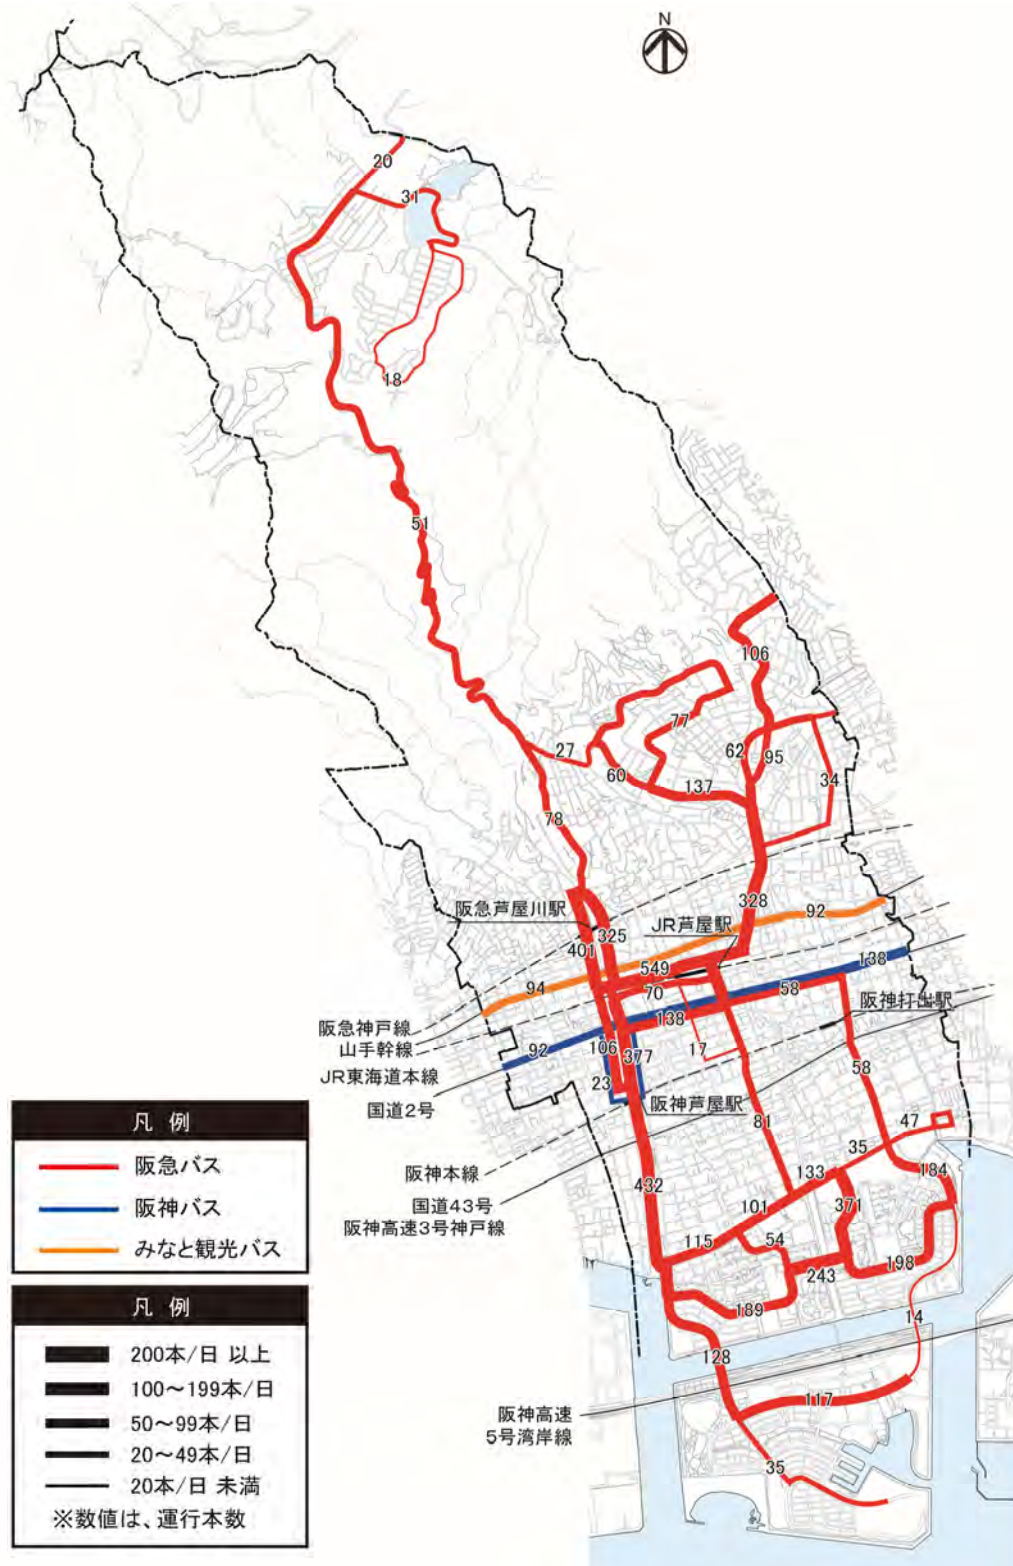 N
20
31
18
51
106
77
27
62
95
60
137
34
78
阪急芦屋川駅
328
92
325
JR芦屋駅
401
549
138
94
70
58
阪神打出駅
阪急神戸線
138
山手幹線
92
106
377
17
JR東海道本線
58
23
国道2号
阪神芦屋駅
81
47
35
阪神本線
432
133
184
国道43号
101
371
阪神高速3号神戸線
115
54
198
243
189
14
128
117
阪神高速
5号湾岸線
35
凡 例
阪急バス
阪神バス
みなと観光バス
凡 例
200本/日 以上
100～199本/日
50～99本/日
20～49本/日
20本/日 未満
※数値は、運行本数